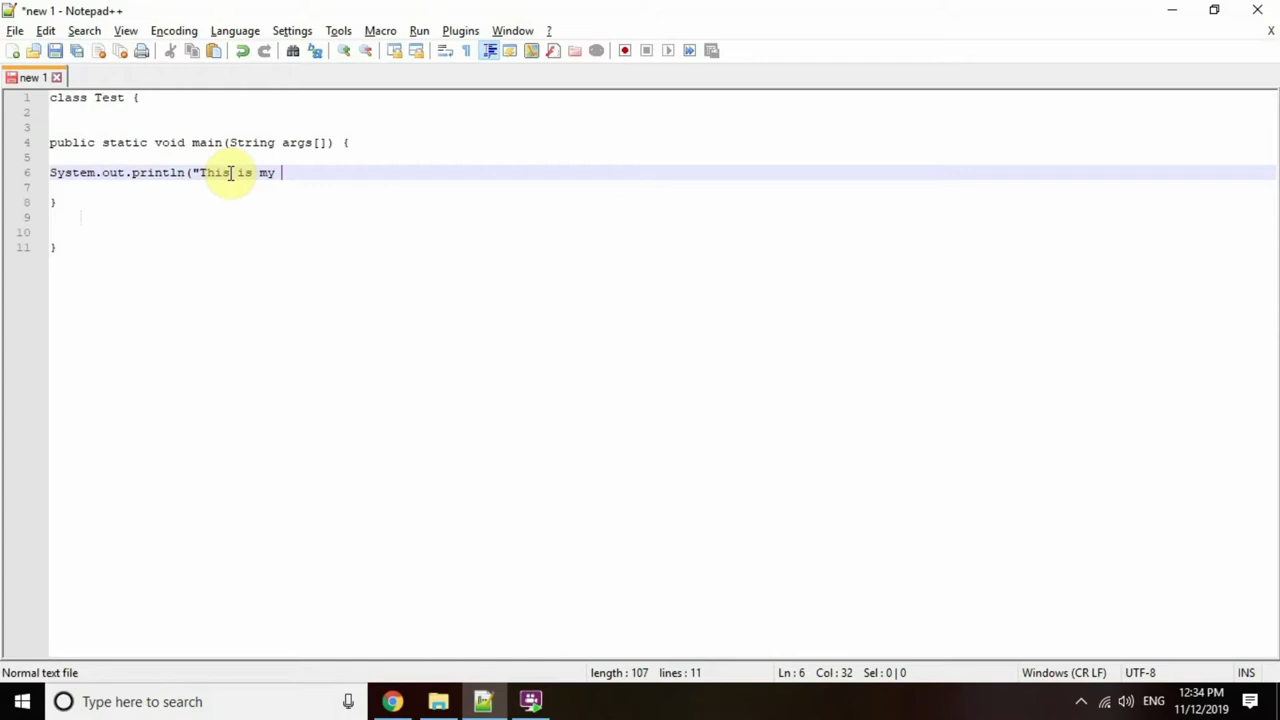 *new 1 - Notepad++
File Edit Search View Encoding Language Settings Tools Macro Run Plugins Window ? X
new 1
1 class Test {
2
3
4 public static void main(String args[]) {
5
6 System.out.println("This is my
7
8 }
9
10
11 }
Normal text file length : 107 lines : 11 Ln : 6 Col : 32 Sel : 0 | 0 Windows (CR LF) UTF-8 INS
Type here to search ENG 12:34 PM
11/12/2019